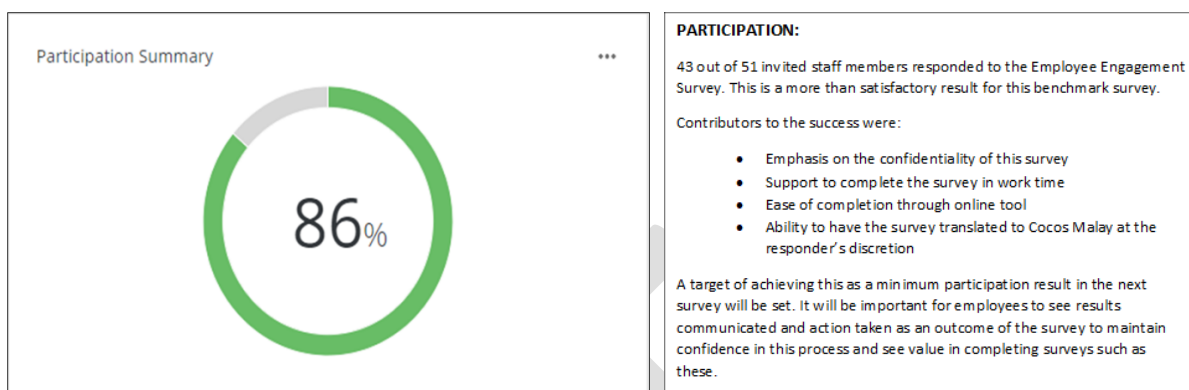 Participation Summary
•••
86%
PARTICIPATION:
43 out of 51 invited staff members responded to the Employee Engagement
Survey. This is a more than satisfactory result for this benchmark survey.
Contributors to the success were:
• Emphasis on the confidentiality of this survey
• Support to complete the survey in work time
• Ease of completion through online tool
• Ability to have the survey translated to Cocos Malay at the
responder's discretion
A target of achieving this as a minimum participation result in the next
survey will be set. It will be important for employees to see results
communicated and action taken as an outcome of the survey to maintain
confidence in this process and see value in completing surveys such as
these.